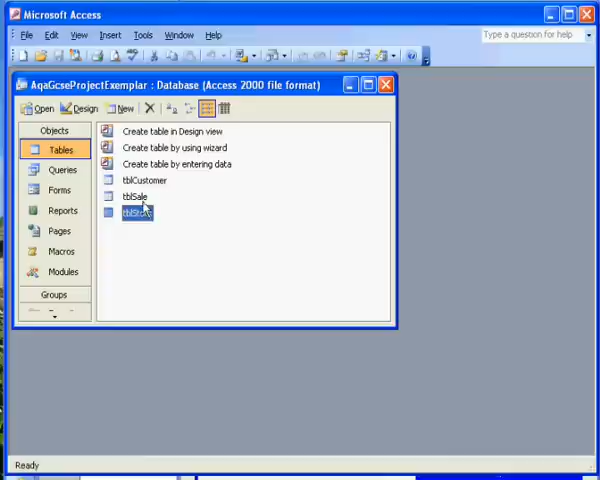 Microsoft Access
File Edit View Insert Tools Window Help
Type a question for help
AqaGcseProjectExemplar : Database (Access 2000 file format)
Open Design New
Objects
Tables
Queries
Forms
Reports
Pages
Macros
Modules
Groups
Create table in Design view
Create table by using wizard
Create table by entering data
tblCustomer
tblSale
Ready